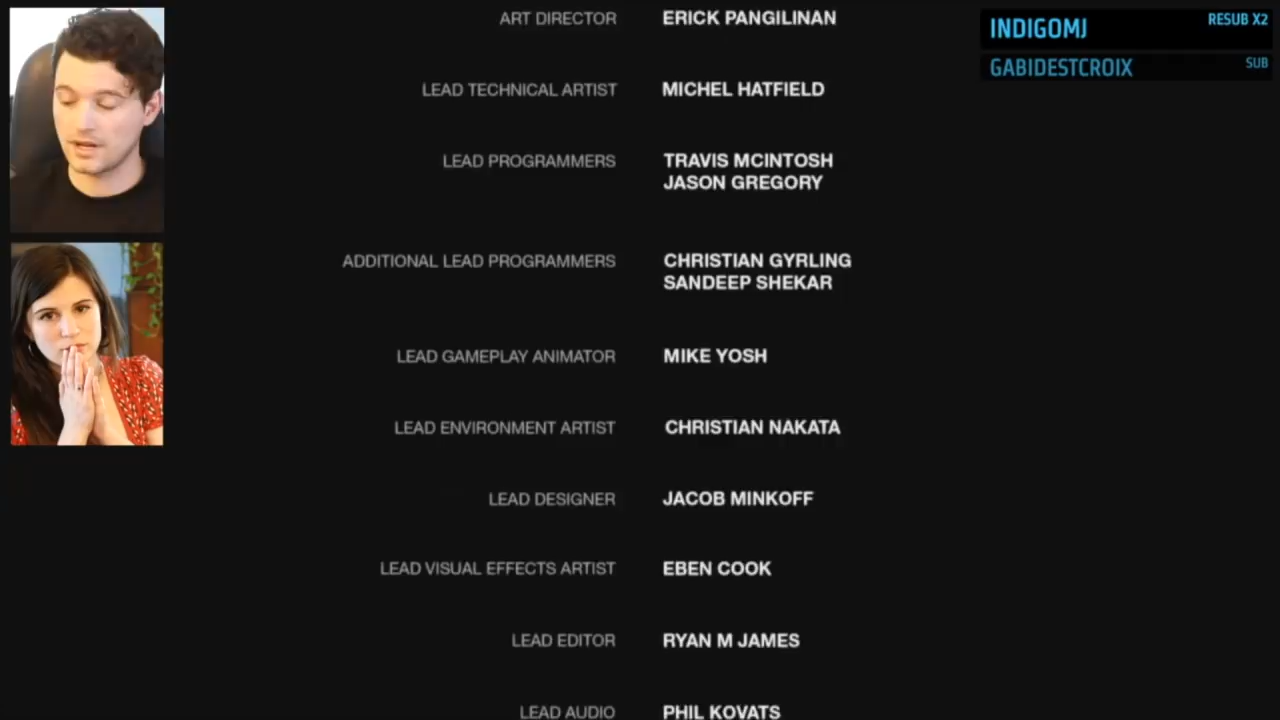 ART DIRECTOR ERICK PANGILINAN
INDIGOMJ RESUB X2
GABIDESTCROIX SUB
LEAD TECHNICAL ARTIST MICHEL HATFIELD
LEAD PROGRAMMERS TRAVIS MCINTOSH
JASON GREGORY
ADDITIONAL LEAD PROGRAMMERS CHRISTIAN GYRLING
SANDEEP SHEKAR
LEAD GAMEPLAY ANIMATOR MIKE YOSH
LEAD ENVIRONMENT ARTIST CHRISTIAN NAKATA
LEAD DESIGNER JACOB MINKOFF
LEAD VISUAL EFFECTS ARTIST EBEN COOK
LEAD EDITOR RYAN M JAMES
LEAD AUDIO PHIL KOVATS